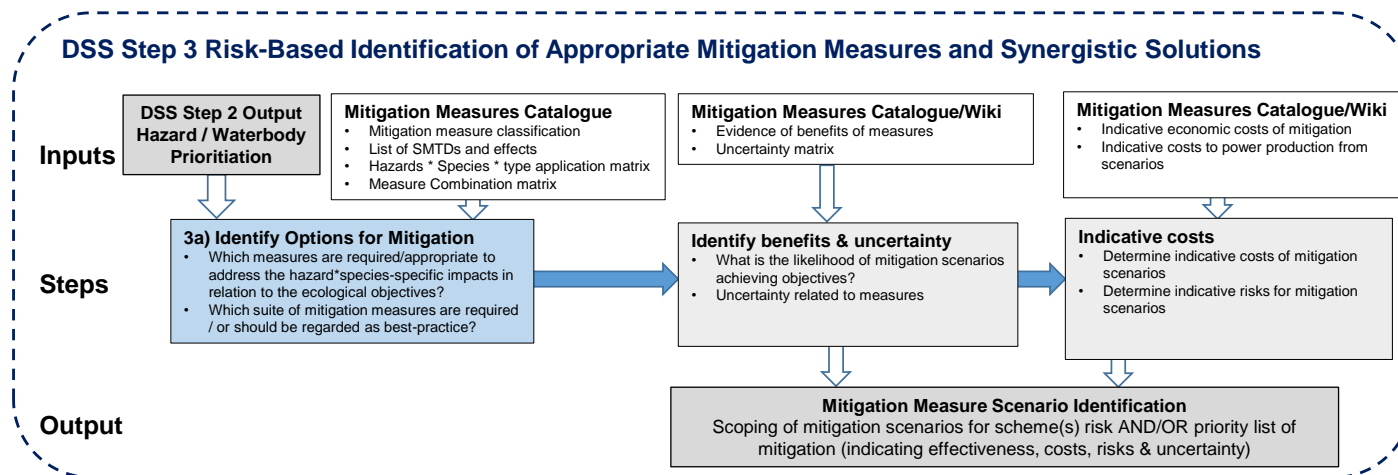 DSS Step 3 Risk-Based Identification of Appropriate Mitigation Measures and Synergistic Solutions
Inputs
DSS Step 2 Output
Hazard / Waterbody
Prioritiation
Mitigation Measures Catalogue
• Mitigation measure classification
• List of SMTDs and effects
• Hazards * Species * type application matrix
• Measure Combination matrix
Mitigation Measures Catalogue/Wiki
• Evidence of benefits of measures
• Uncertainty matrix
Mitigation Measures Catalogue/Wiki
• Indicative economic costs of mitigation
• Indicative costs to power production from
scenarios
Steps
3a) Identify Options for Mitigation
• Which measures are required/appropriate to
address the hazard*species-specific impacts in
relation to the ecological objectives?
• Which suite of mitigation measures are required
/ or should be regarded as best-practice?
Identify benefits & uncertainty
• What is the likelihood of mitigation scenarios
achieving objectives?
• Uncertainty related to measures
Indicative costs
• Determine indicative costs of mitigation
scenarios
• Determine indicative risks for mitigation
scenarios
Output
Mitigation Measure Scenario Identification
Scoping of mitigation scenarios for scheme(s) risk AND/OR priority list of
mitigation (indicating effectiveness, costs, risks & uncertainty)